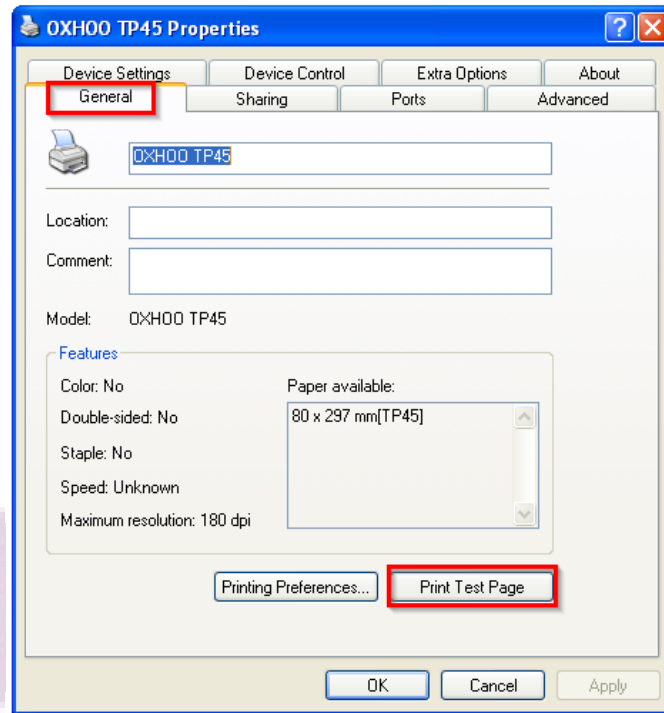 OXHOO TP45 Properties
?
Device Settings Device Control Extra Options About
General Sharing Ports Advanced
OXHOO TP45
Location:
Comment:
Model: OXHOO TP45
Features
Color: No Paper available:
Double-sided: No 80 x 297 mm[TP45]
Staple: No
Speed: Unknown
Maximum resolution: 180 dpi
Printing Preferences... Print Test Page
OK Cancel Apply